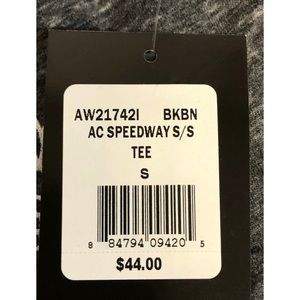 AW21742I BKBN
AC SPEEDWAY S/S
TEE
S
8 84794 09420 5
$44.00